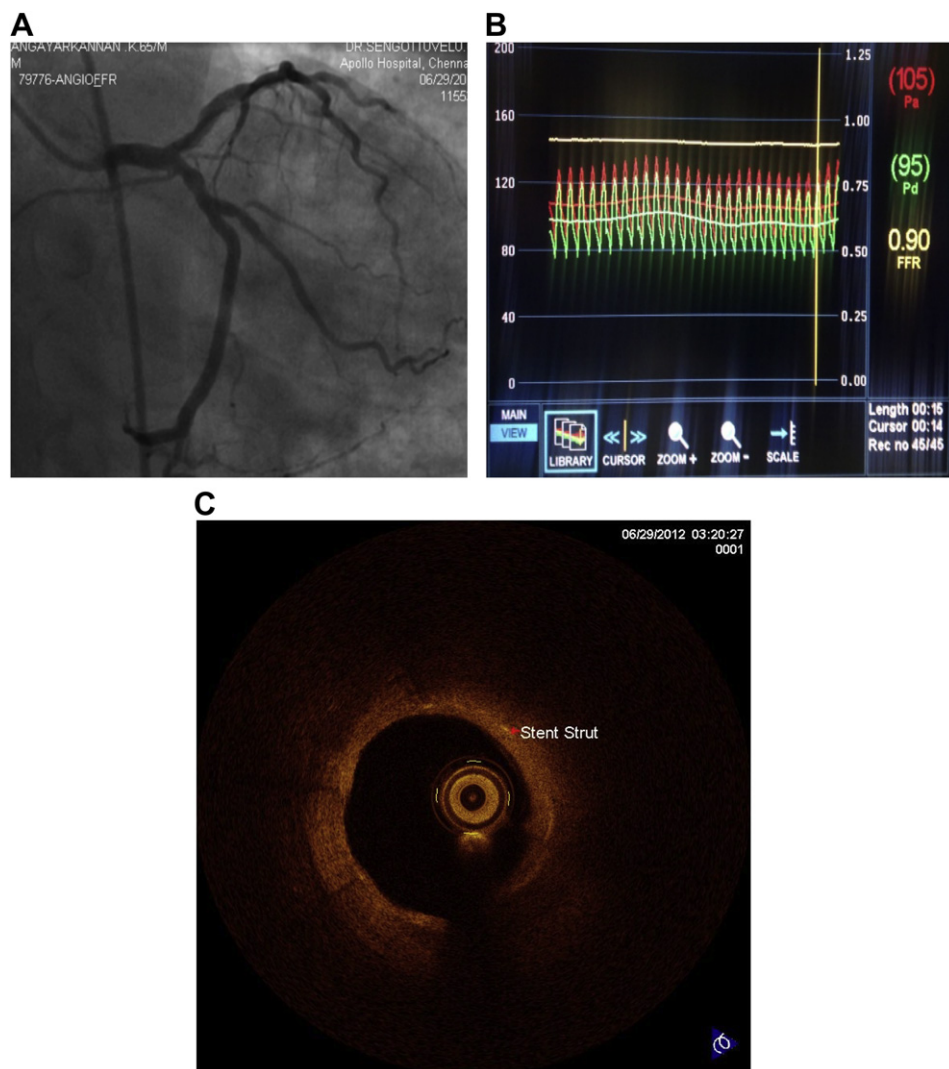 A
ANGAYARKANNAN .K.65/M
M
79776-ANGIOFFR
DR SENGOTTUVELU.
Apollo Hospital, Chenna
06/29/20
1155
B
200
160
120
80
40
0
1.25
1.00
0.75
0.50
0.25
0.00
(105)
Pa
(95)
Pd
0.90
FFR
MAIN
VIEW
LIBRARY
CURSOR
ZOOM +
ZOOM -
SCALE
Length 00:15
Cursor 00:14
Rec no 45/45
C
06/29/2012 03:20:27
0001
Stent Strut